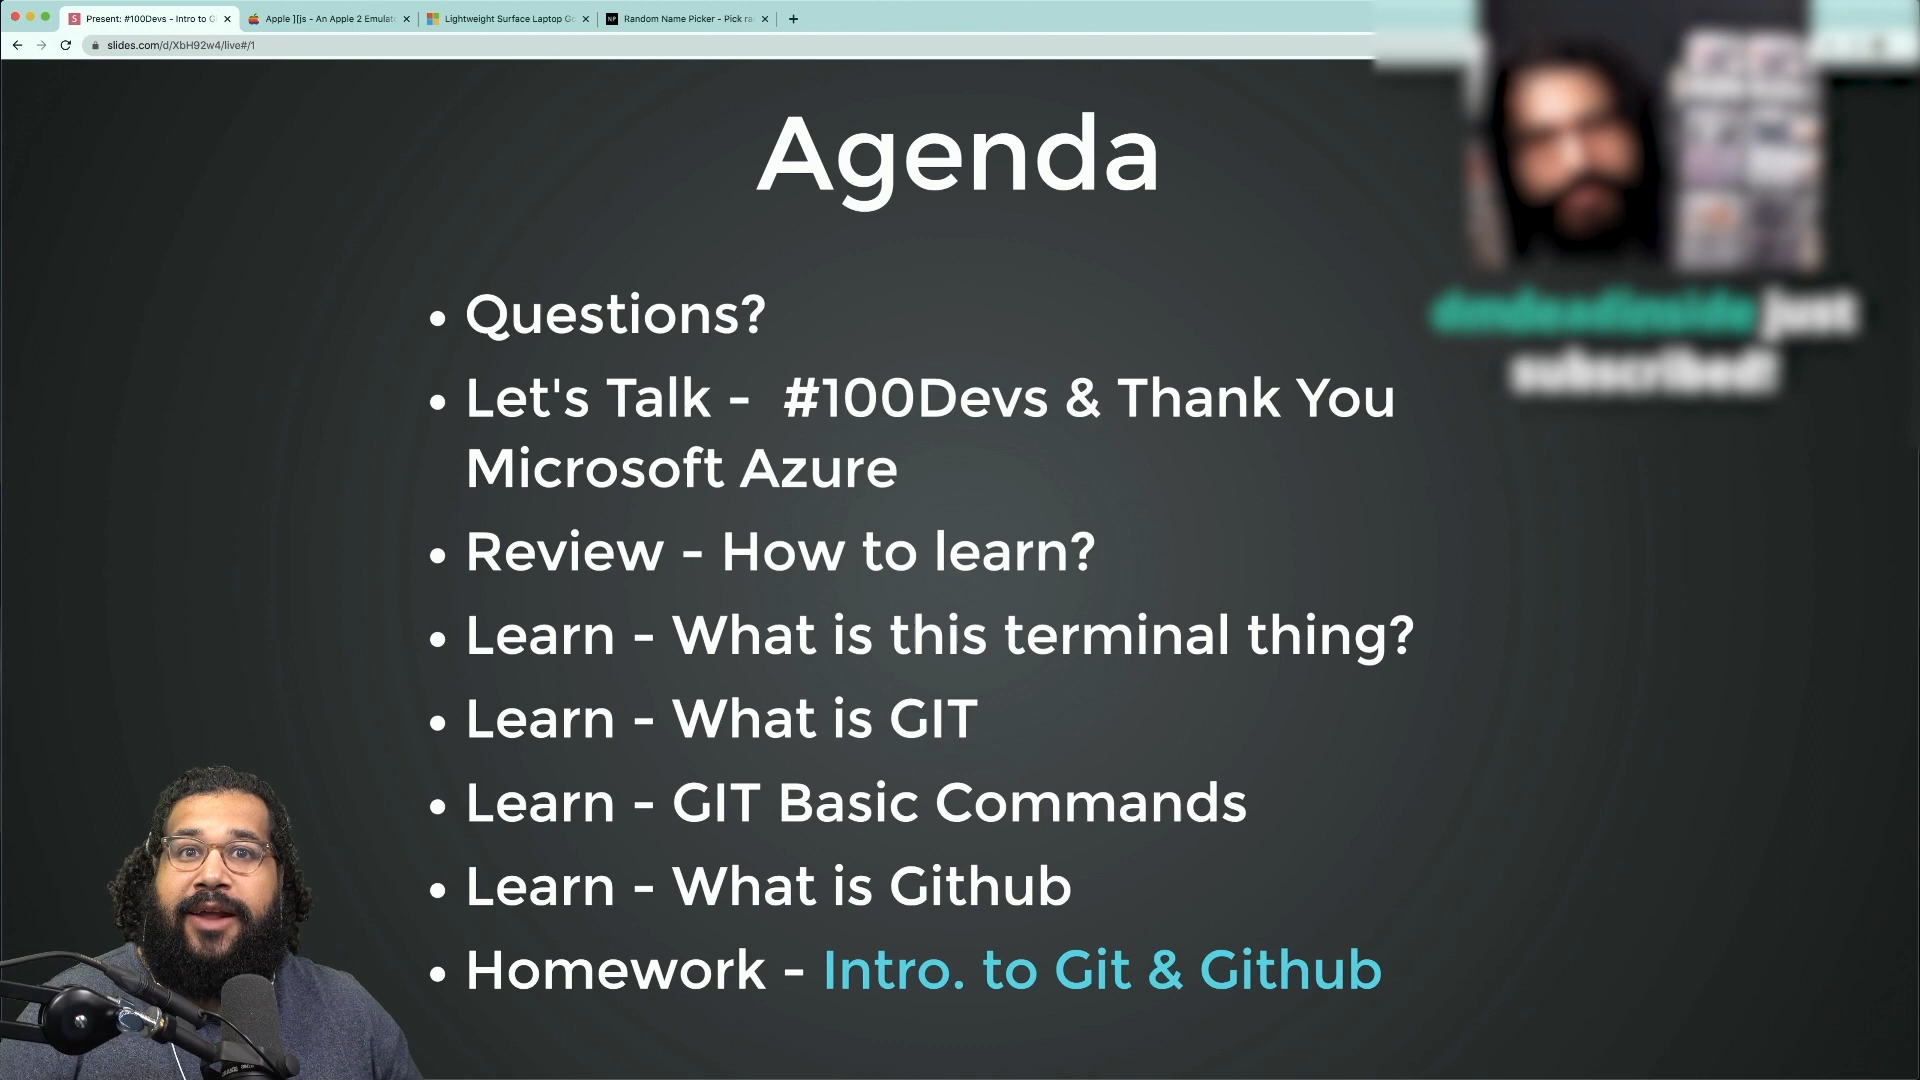 Present: #100Devs - Intro to G
Apple ][js - An Apple 2 Emulat
Lightweight Surface Laptop Go
Random Name Picker - Pick ra
slides.com/d/XbH92w4/live#/1
Agenda
• Questions?
• Let's Talk - #100Devs & Thank You
Microsoft Azure
• Review - How to learn?
• Learn - What is this terminal thing?
• Learn - What is GIT
• Learn - GIT Basic Commands
• Learn - What is Github
• Homework - Intro. to Git & Github
just
subscribed!